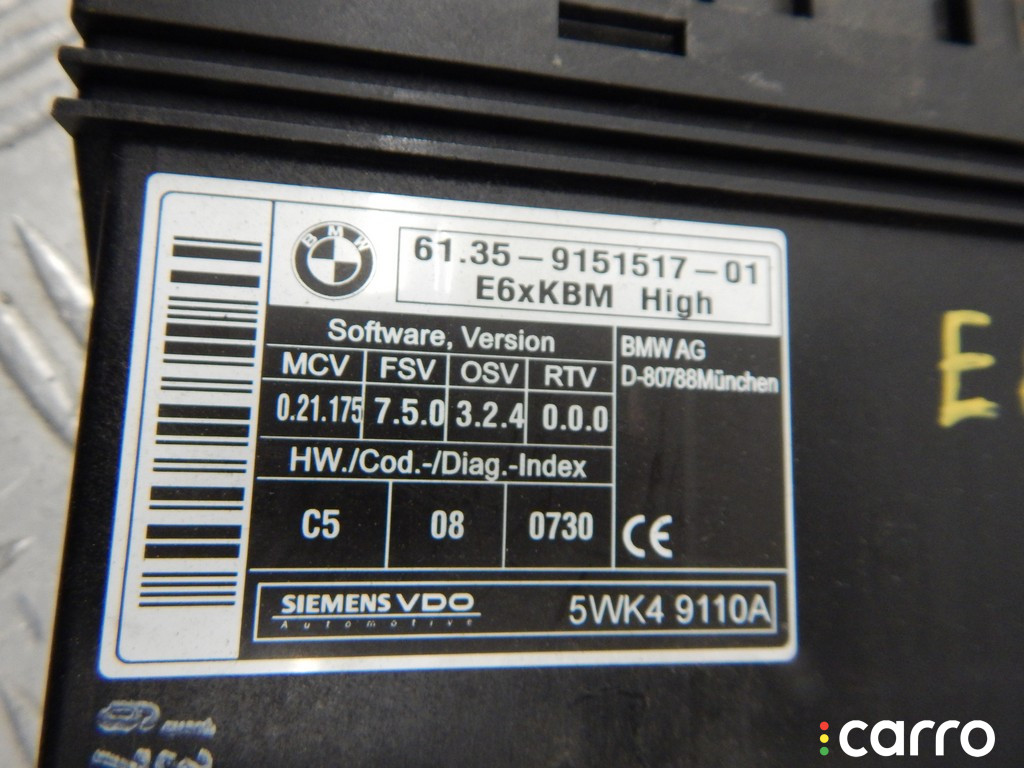 BMW
61.35-9151517-01
E6xKBM High
Software, Version
MCV FSV OSV RTV
0.21.175 7.5.0 3.2.4 0.0.0
BMW AG
D-80788München
HW./Cod.-/Diag.-Index
C5 08 0730
CE
SIEMENS VDO
Automotive
5WK4 9110A
carro